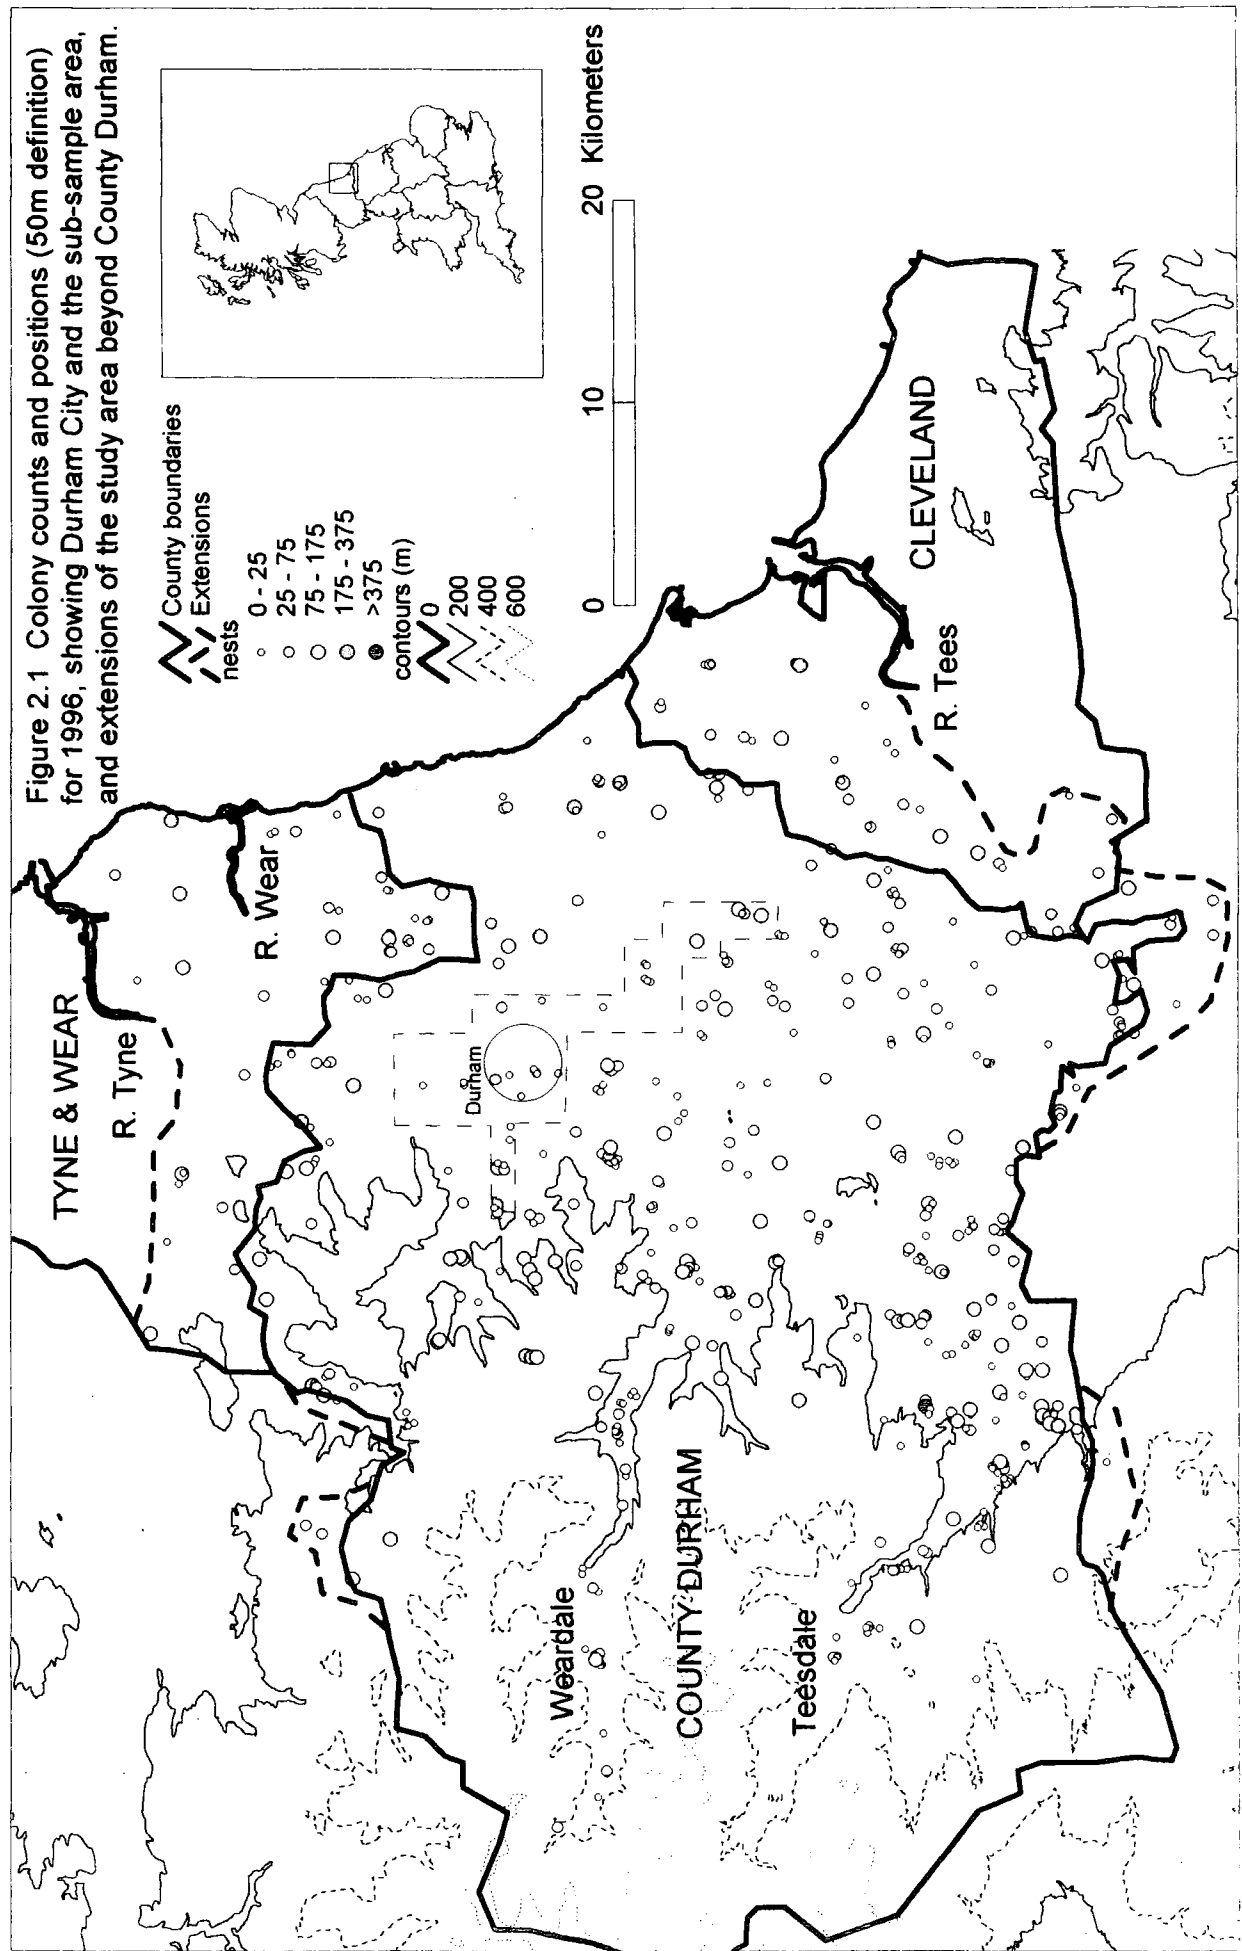 Figure 2.1 Colony counts and positions (50m definition)
for 1996, showing Durham City and the sub-sample area,
and extensions of the study area beyond County Durham.
County boundaries
Extensions
nests
0 - 25
25 - 75
75 - 175
175 - 375
>375
contours (m)
0
200
400
600
0 10 20 Kilometers
TYNE & WEAR
R. Tyne
R. Wear
Durham
Weardale
COUNTY DURHAM
Teesdale
CLEVELAND
R. Tees